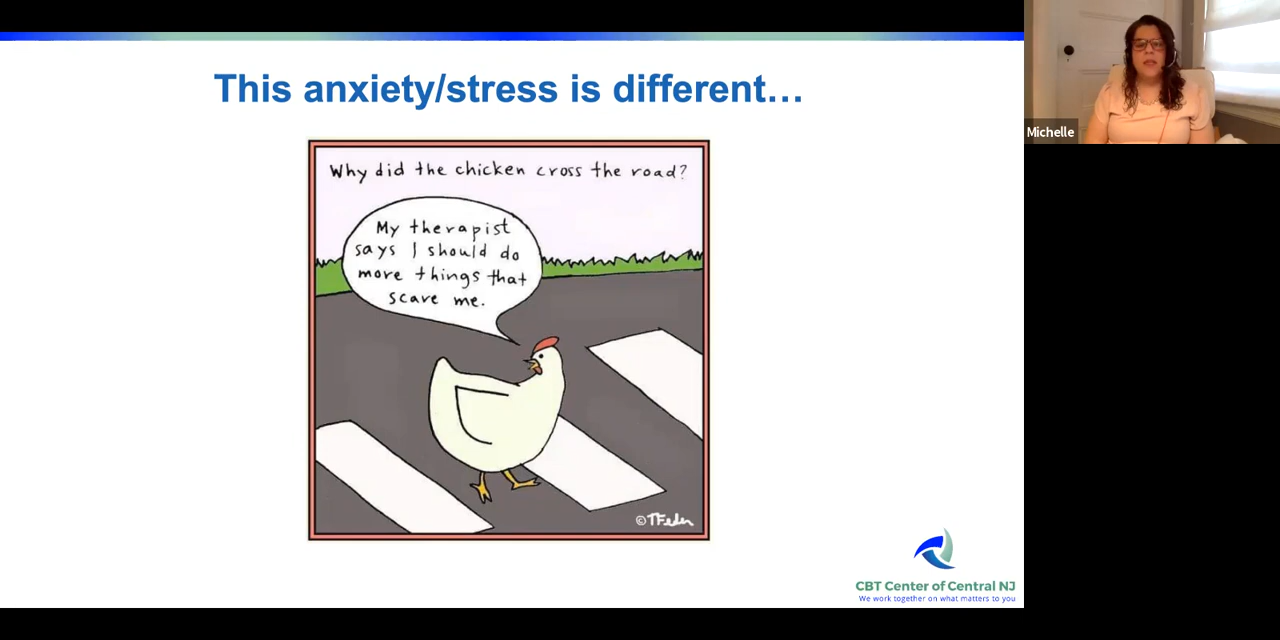 This anxiety/stress is different...
Michelle
Why did the chicken cross the road?
My therapist
says I should do
more things that
scare me.
©TFeder
CBT Center of Central NJ
We work together on what matters to you